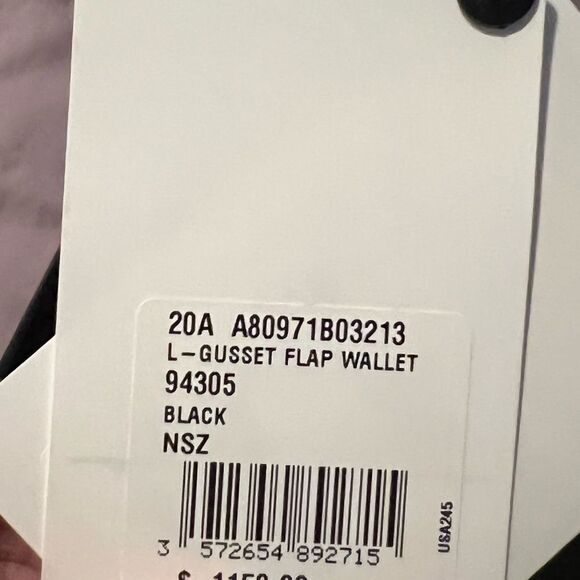 20A A80971B03213
L-GUSSET FLAP WALLET
94305
BLACK
NSZ
USA245
3 572654 892715